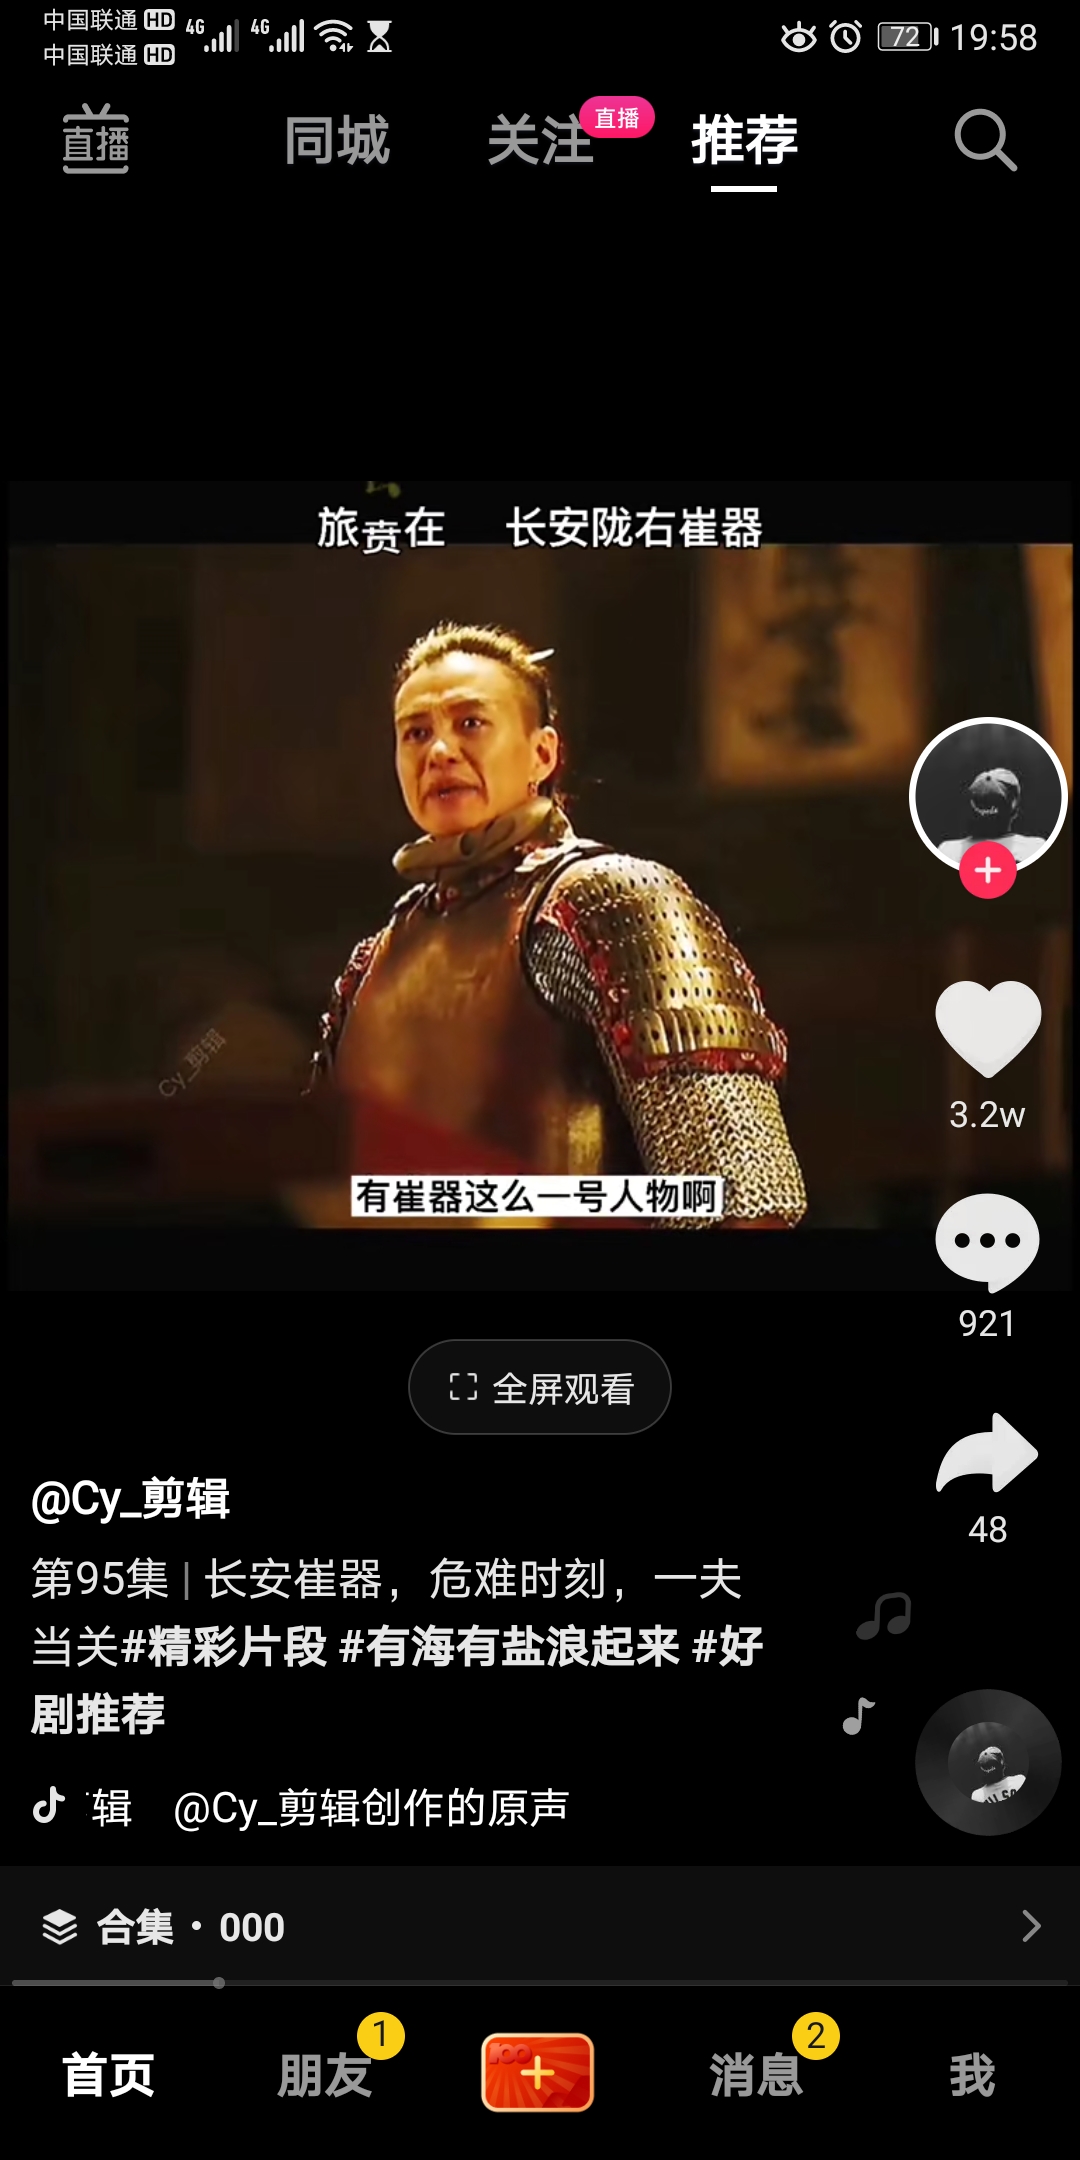 中国联通 HD 4G 4G 72 19:58
中国联通 HD
直播 同城 关注 直播 推荐
旅贲在 长安陇右崔器
Cy_剪辑
有崔器这么一号人物啊
3.2w
921
全屏观看
48
@Cy_剪辑
第95集 | 长安崔器，危难时刻，一夫
当关#精彩片段 #有海有盐浪起来 #好
剧推荐
辑 @Cy_剪辑创作的原声
合集 · 000
首页 朋友 1 100 消息 2 我